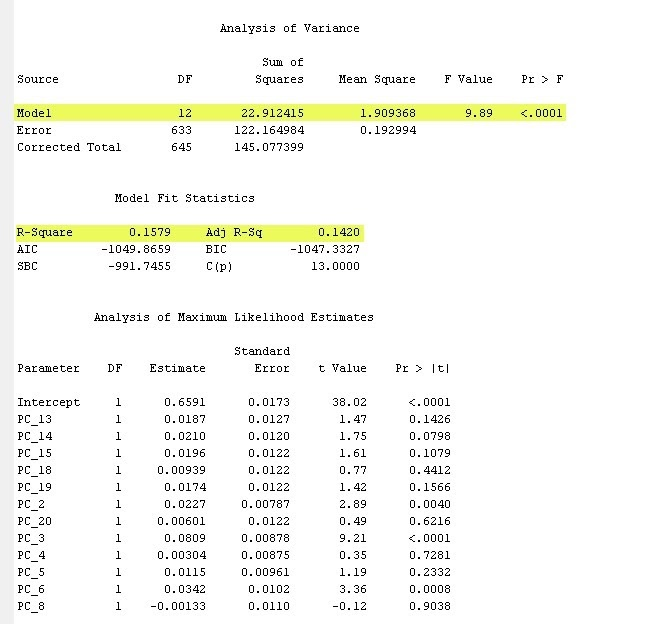 Analysis of Variance
Sum of
Source DF Squares Mean Square F Value Pr > F
Model 12 22.912415 1.909368 9.89 <.0001
Error 633 122.164984 0.192994
Corrected Total 645 145.077399
Model Fit Statistics
R-Square 0.1579 Adj R-Sq 0.1420
AIC -1049.8659 BIC -1047.3327
SBC -991.7455 C(p) 13.0000
Analysis of Maximum Likelihood Estimates
Standard
Parameter DF Estimate Error t Value Pr > |t|
Intercept 1 0.6591 0.0173 38.02 <.0001
PC_13 1 0.0187 0.0127 1.47 0.1426
PC_14 1 0.0210 0.0120 1.75 0.0798
PC_15 1 0.0196 0.0122 1.61 0.1079
PC_18 1 0.00939 0.0122 0.77 0.4412
PC_19 1 0.0174 0.0122 1.42 0.1566
PC_2 1 0.0227 0.00787 2.89 0.0040
PC_20 1 0.00601 0.0122 0.49 0.6216
PC_3 1 0.0809 0.00878 9.21 <.0001
PC_4 1 0.00304 0.00875 0.35 0.7281
PC_5 1 0.0115 0.00961 1.19 0.2332
PC_6 1 0.0342 0.0102 3.36 0.0008
PC_8 1 -0.00133 0.0110 -0.12 0.9038